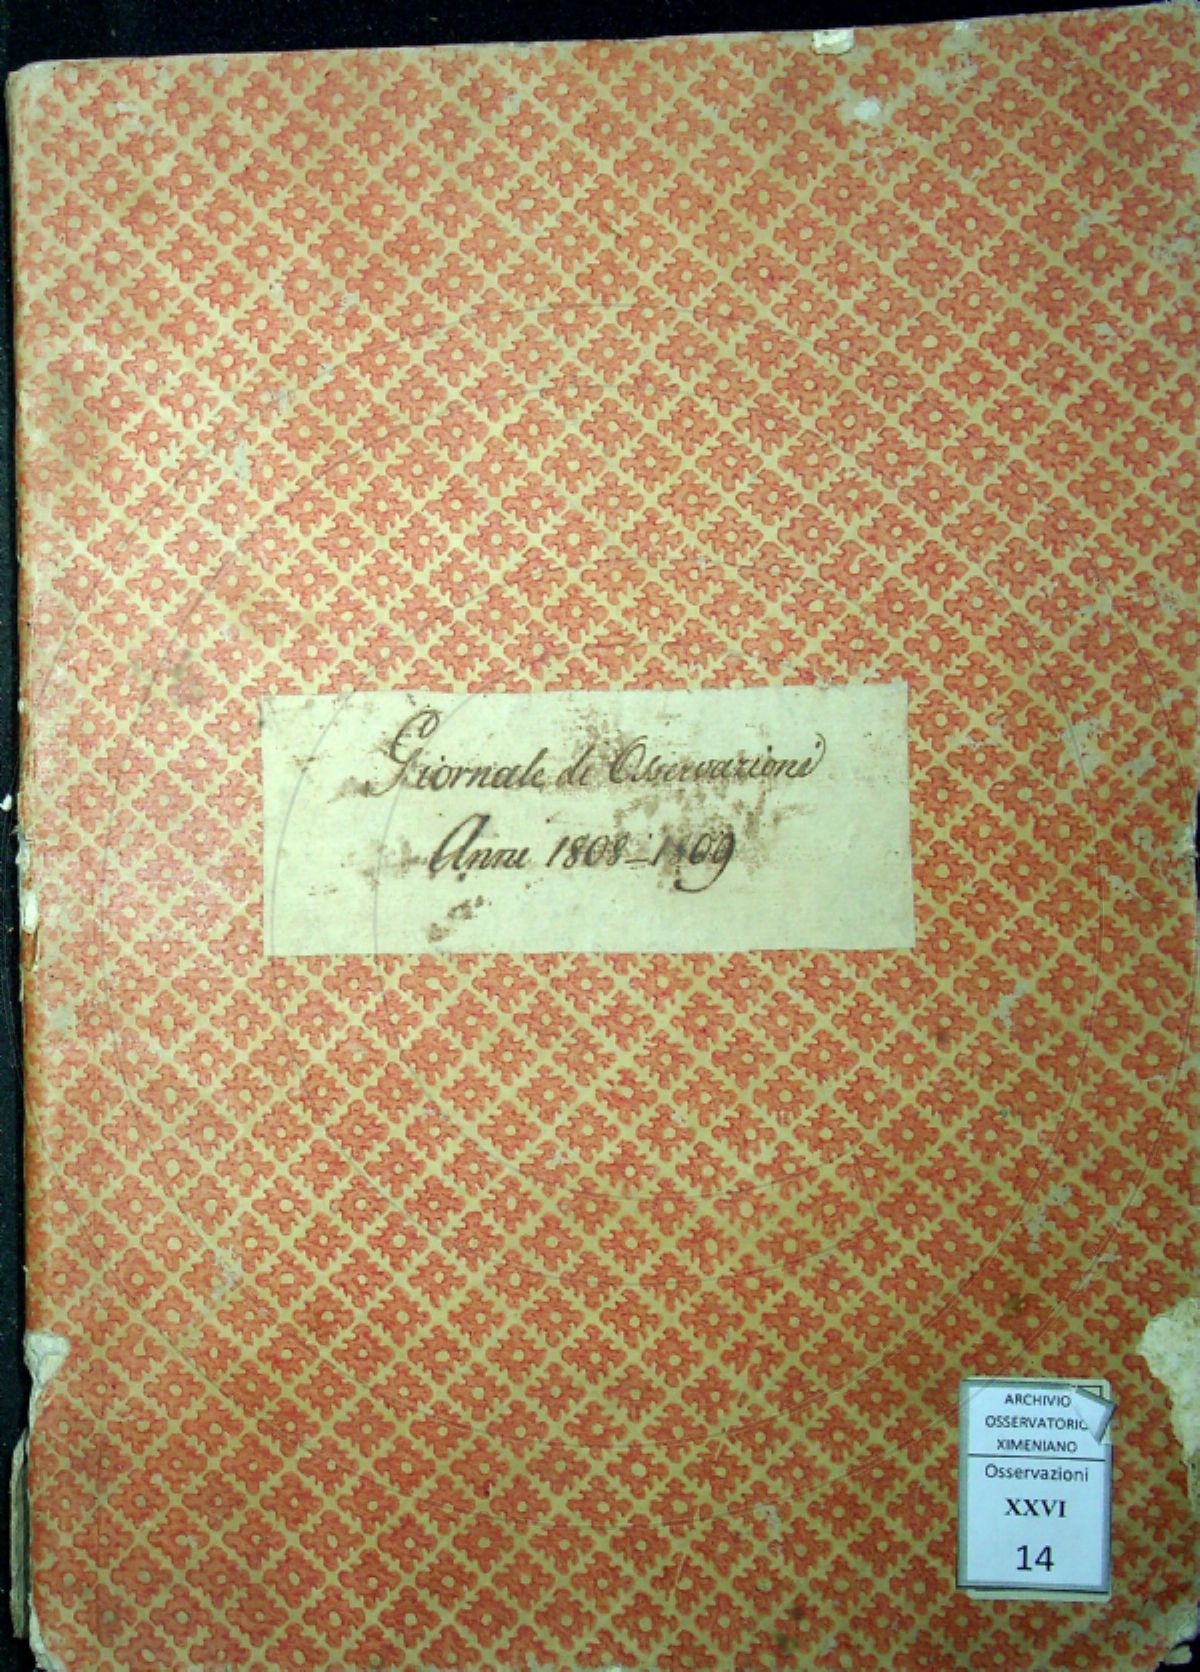 Giornale di Osservazioni
Anni 1808-1809
ARCHIVIO
OSSERVATORIO
XIMENIANO
Osservazioni
XXVI
14